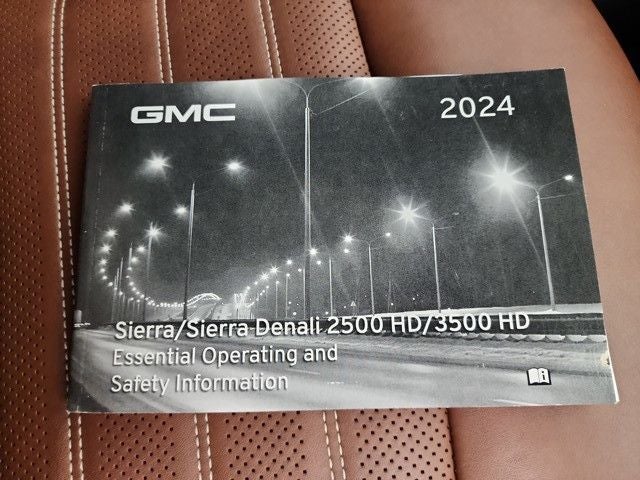 GMC 2024
Sierra/Sierra Denali 2500 HD/3500 HD
Essential Operating and
Safety Information